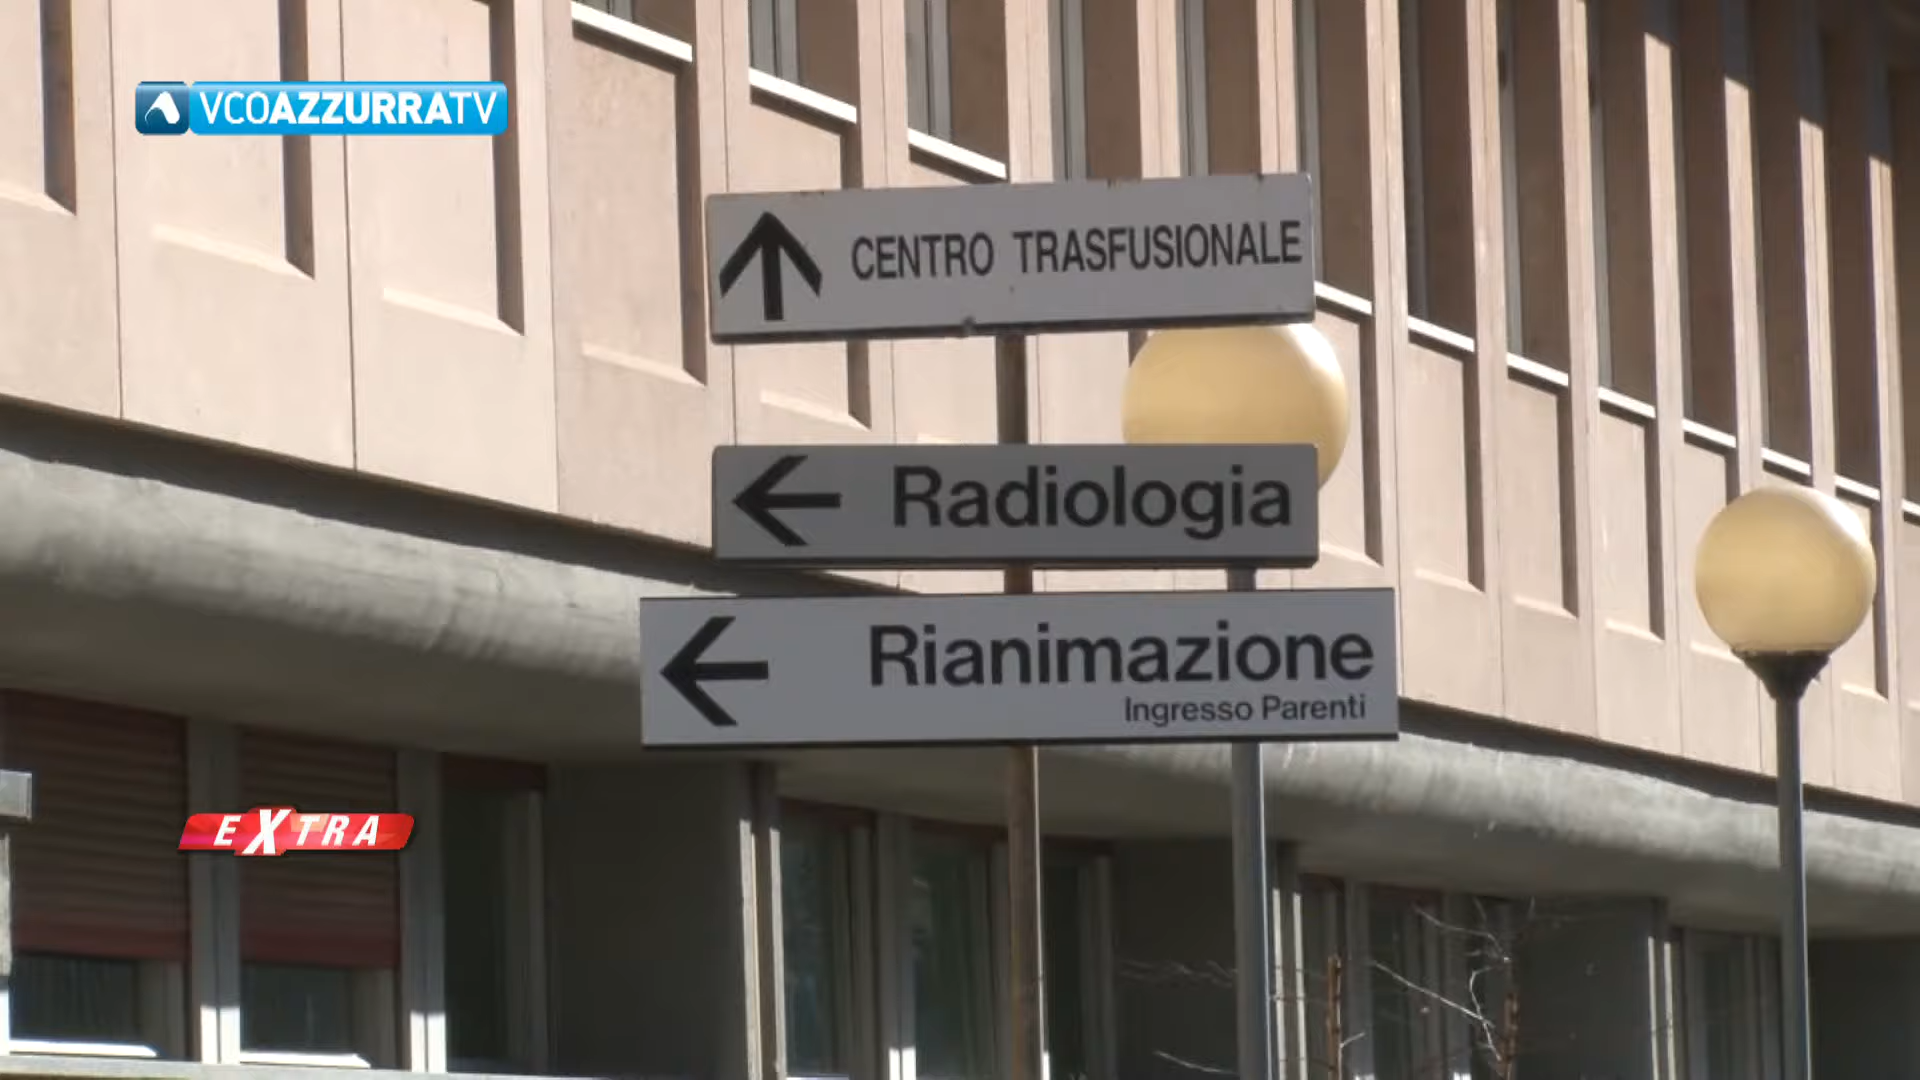 VCOAZZURRATV
CENTRO TRASFUSIONALE
Radiologia
Rianimazione
Ingresso Parenti
EXTRA